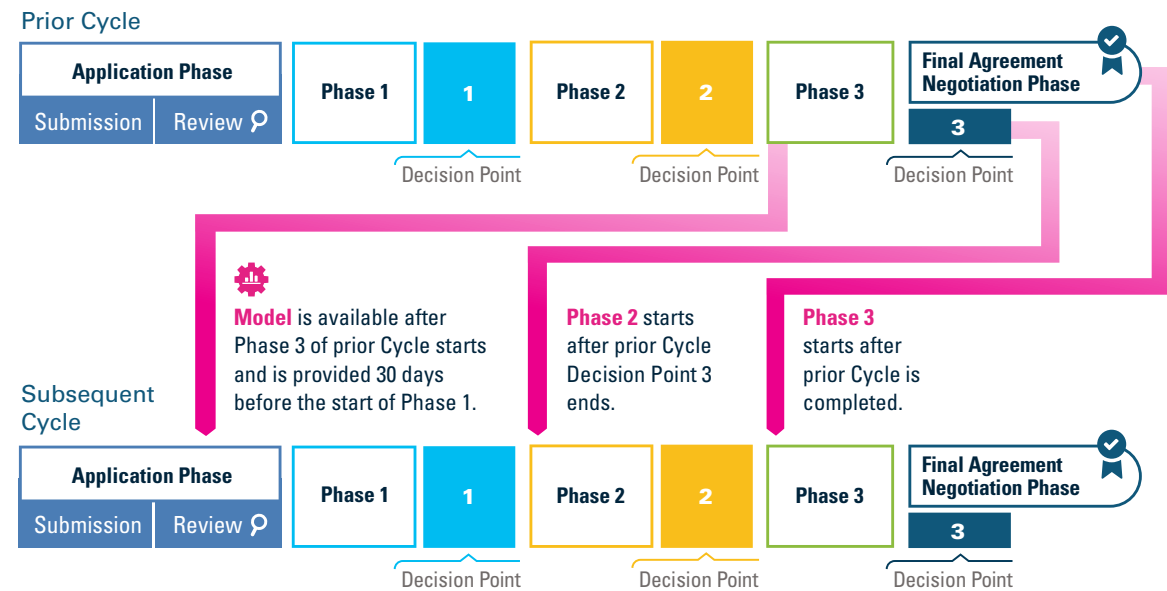 Prior Cycle
Application Phase
Submission
Review
Phase 1
1
Phase 2
2
Phase 3
Final Agreement
Negotiation Phase
3
Decision Point
Decision Point
Decision Point
Model is available after
Phase 3 of prior Cycle starts
and is provided 30 days
before the start of Phase 1.
Phase 2 starts
after prior Cycle
Decision Point 3
ends.
Phase 3
starts after
prior Cycle is
completed.
Subsequent
Cycle
Application Phase
Submission
Review
Phase 1
1
Phase 2
2
Phase 3
Final Agreement
Negotiation Phase
3
Decision Point
Decision Point
Decision Point